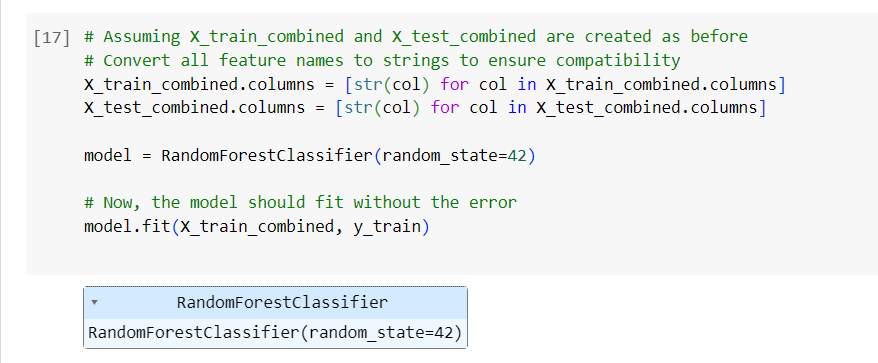 [17] # Assuming X_train_combined and X_test_combined are created as before
# Convert all feature names to strings to ensure compatibility
X_train_combined.columns = [str(col) for col in X_train_combined.columns]
X_test_combined.columns = [str(col) for col in X_test_combined.columns]
model = RandomForestClassifier(random_state=42)
# Now, the model should fit without the error
model.fit(X_train_combined, y_train)
▾ RandomForestClassifier
RandomForestClassifier(random_state=42)